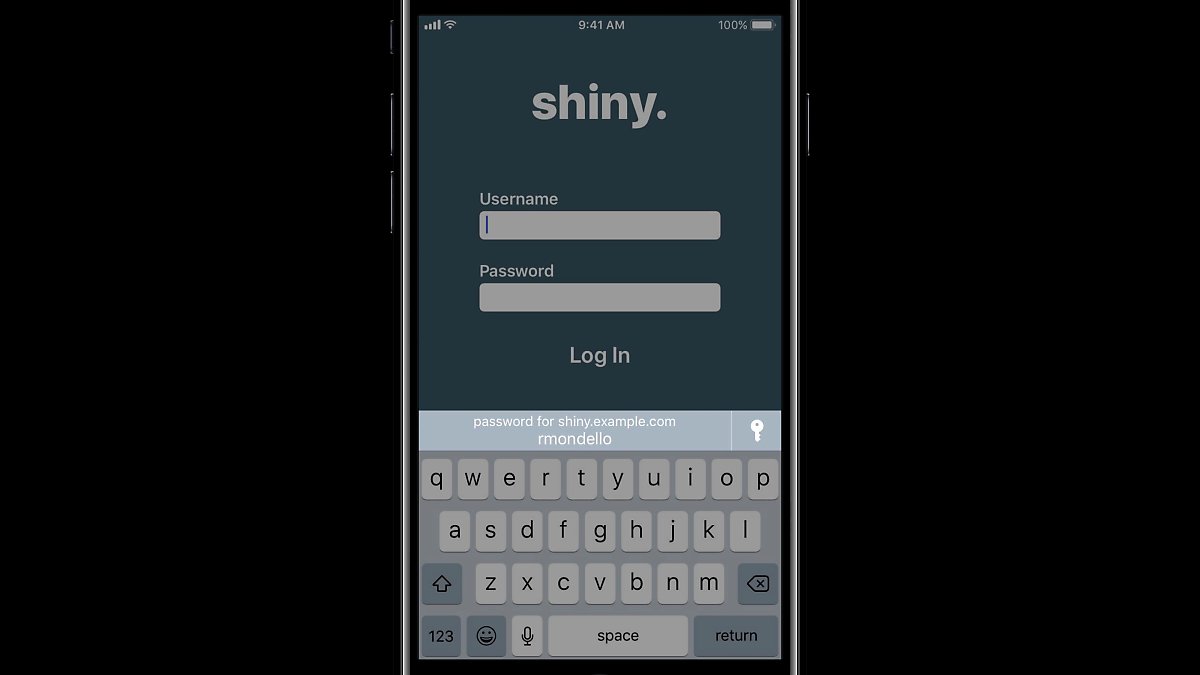 9:41 AM 100%
shiny.
Username
Password
Log In
password for shiny.example.com
rmondello
q w e r t y u i o p
a s d f g h j k l
z x c v b n m
123 space return